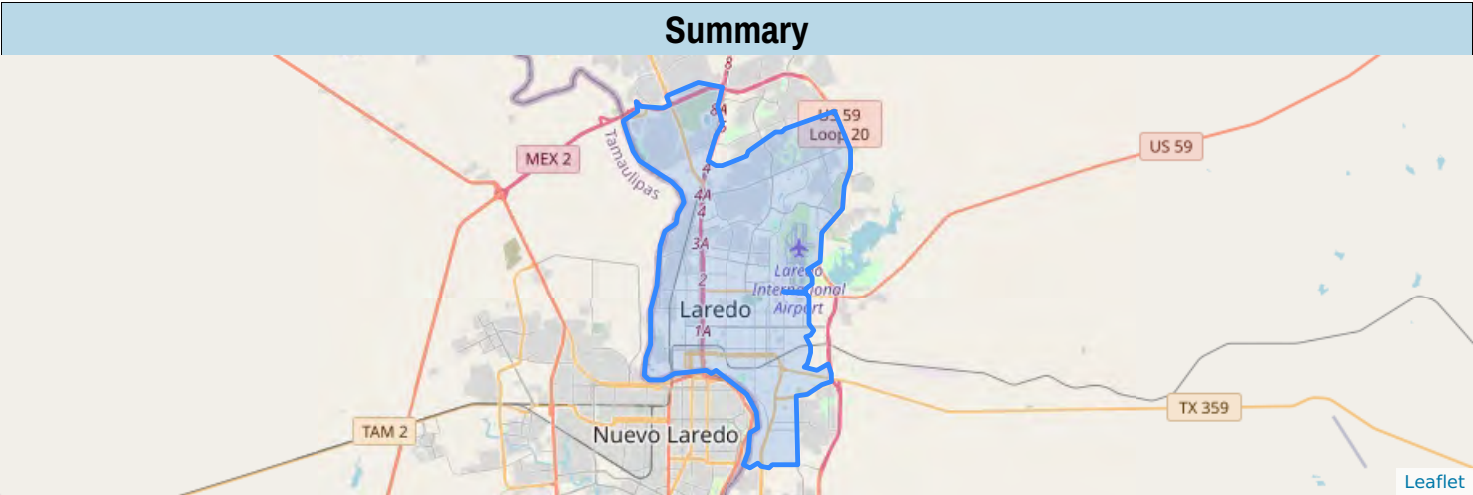 Summary
8
8A
US 59
Loop 20
MEX 2
US 59
Tamaulipas
4
4A
4
3A
Laredo
International
Airport
2
Laredo
1A
TX 359
TAM 2
Nuevo Laredo
Leaflet